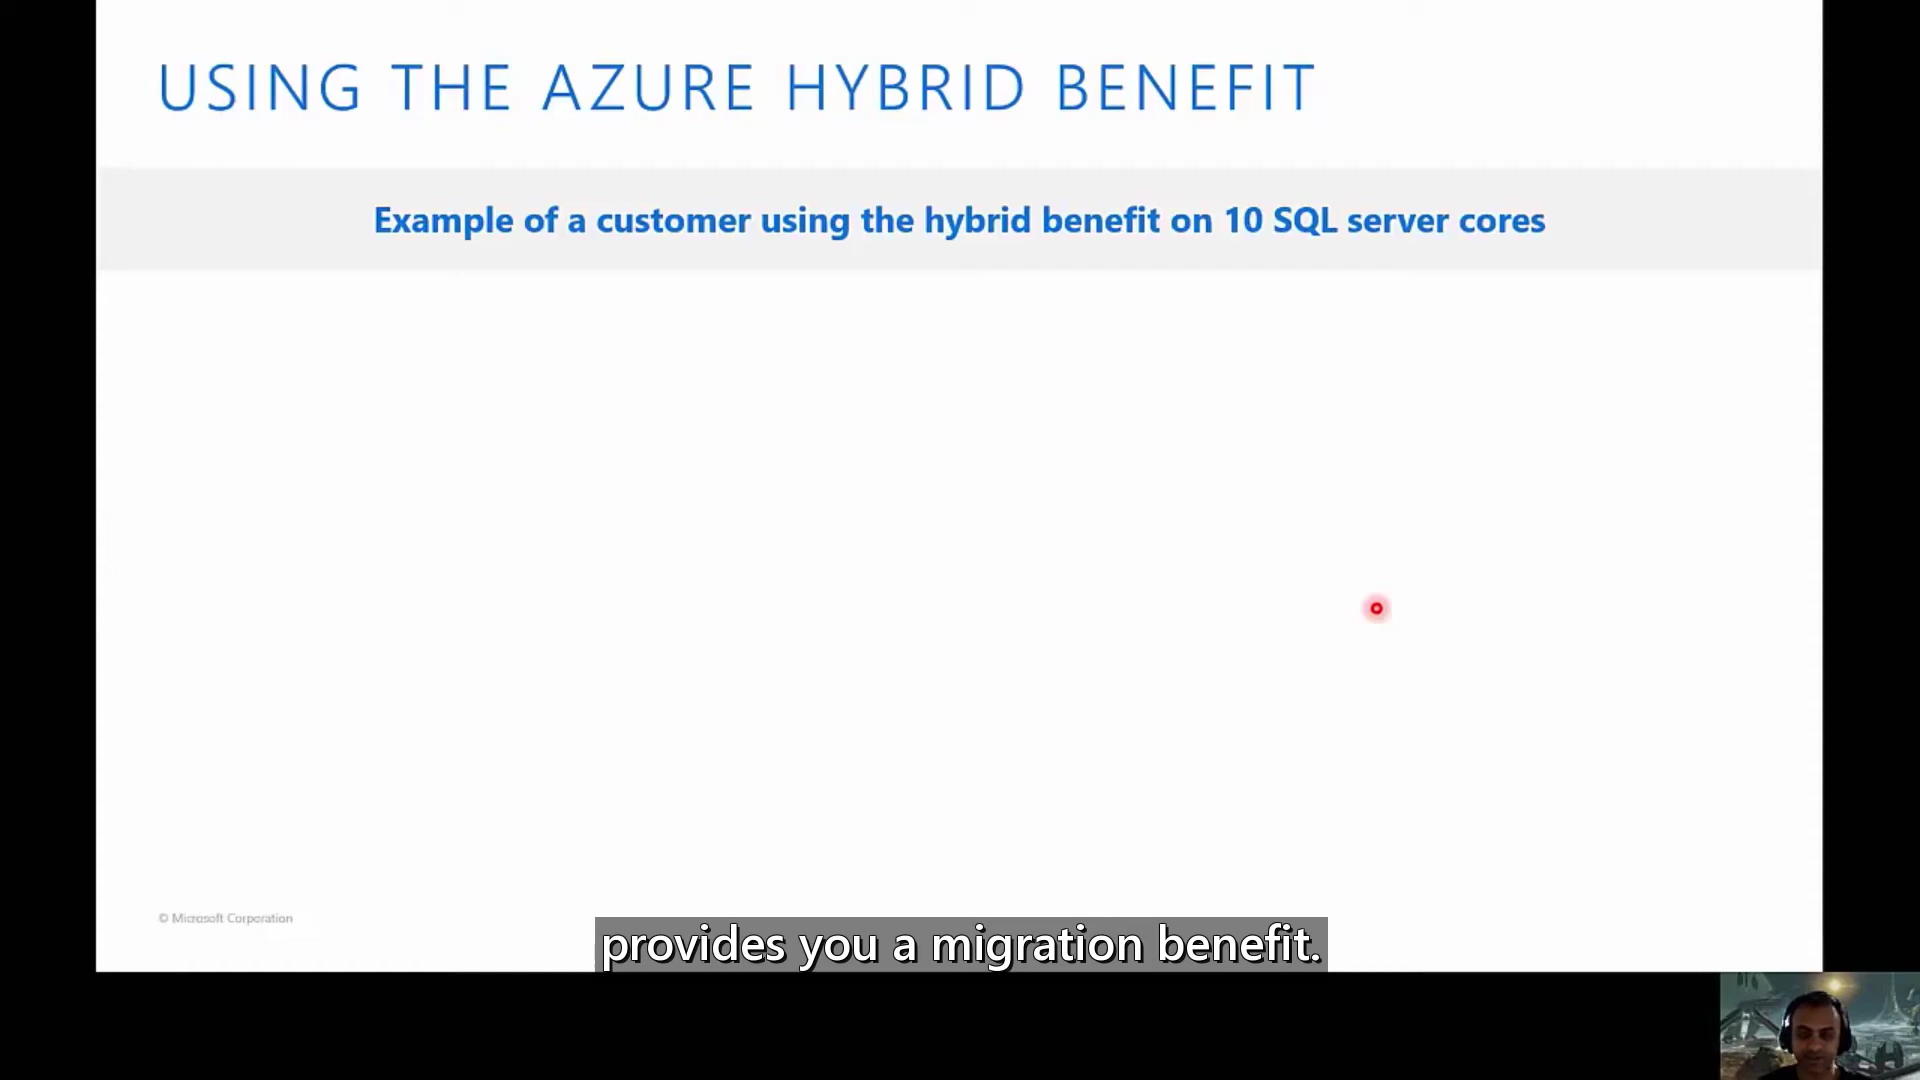 USING THE AZURE HYBRID BENEFIT
Example of a customer using the hybrid benefit on 10 SQL server cores
© Microsoft Corporation
provides you a migration benefit.